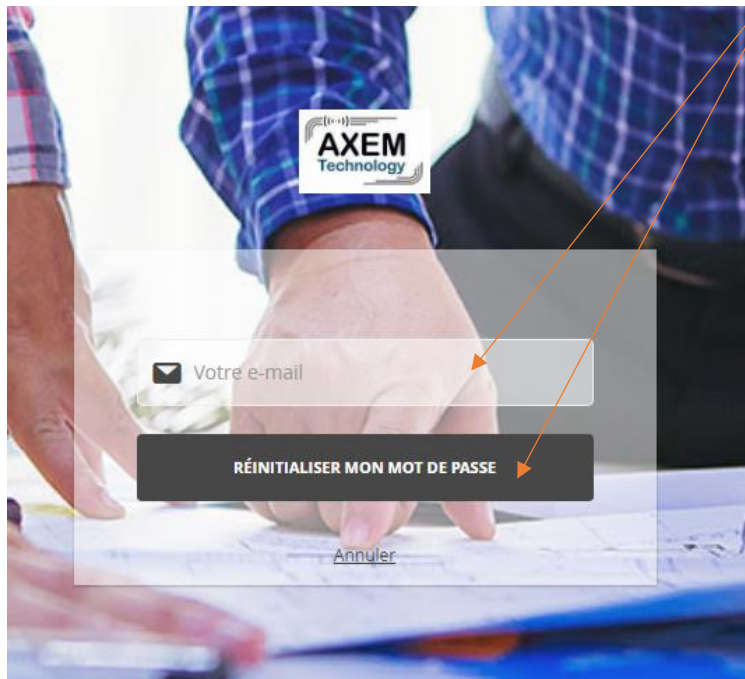 AXEM
Technology
Votre e-mail
RÉINITIALISER MON MOT DE PASSE
Annuler